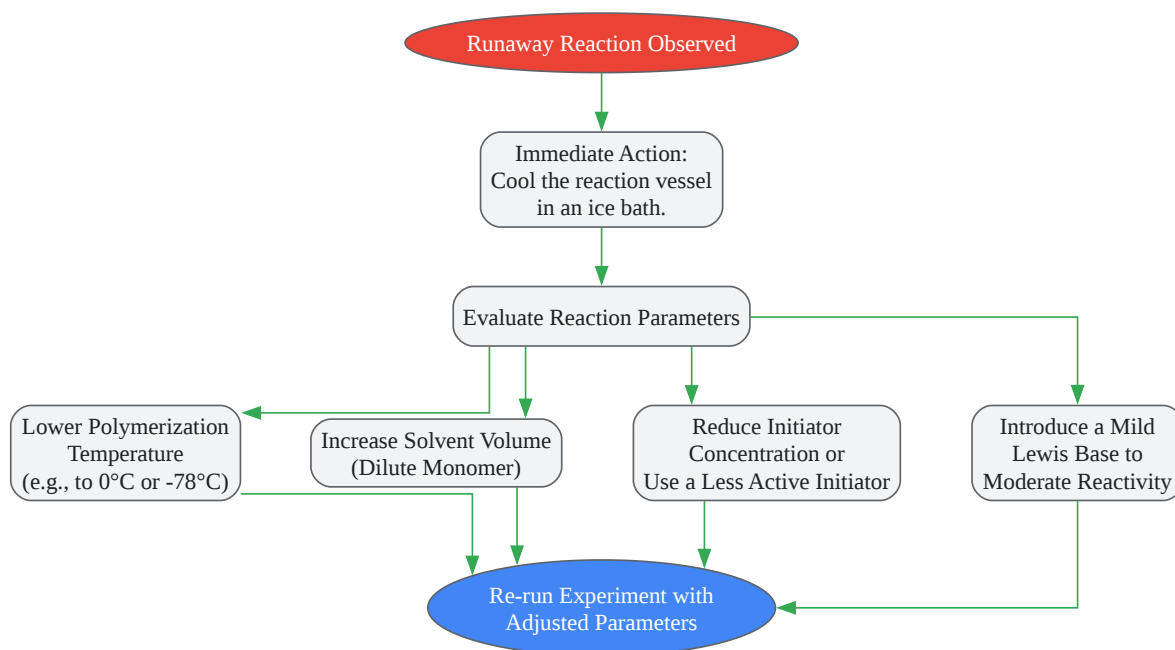 Runaway Reaction Observed
Immediate Action:
Cool the reaction vessel
in an ice bath.
Evaluate Reaction Parameters
Lower Polymerization
Temperature
(e.g., to 0°C or -78°C)
Increase Solvent Volume
(Dilute Monomer)
Reduce Initiator
Concentration or
Use a Less Active Initiator
Introduce a Mild
Lewis Base to
Moderate Reactivity
Re-run Experiment with
Adjusted Parameters